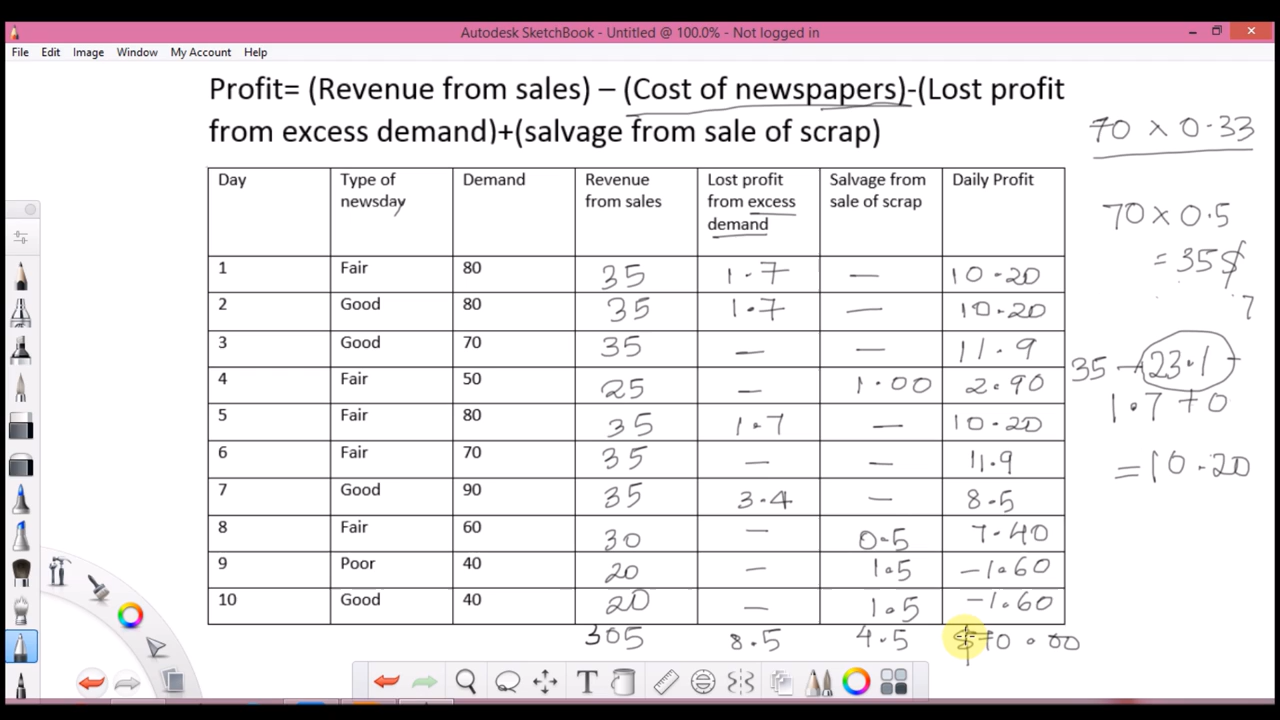 Autodesk SketchBook - Untitled @ 100.0% - Not logged in
File Edit Image Window My Account Help
Profit= (Revenue from sales) – (Cost of newspapers)-(Lost profit
from excess demand)+(salvage from sale of scrap)
70 × 0.33
Day Type of newsday Demand Revenue from sales Lost profit from excess demand Salvage from sale of scrap Daily Profit
70 × 0.5
= 35$
7
1 Fair 80 35 1.7 — 10.20
2 Good 80 35 1.7 — 10.20
3 Good 70 35 — — 11.9
4 Fair 50 25 — 1.00 2.90
5 Fair 80 35 1.7 — 10.20
6 Fair 70 35 — — 11.9
7 Good 90 35 3.4 — 8.5
8 Fair 60 30 — 0.5 7.40
9 Poor 40 20 — 1.5 -1.60
10 Good 40 20 — 1.5 -1.60
305 8.5 4.5 $70.00
35 - 23.1 -
1.7 + 0
= 10.20
T